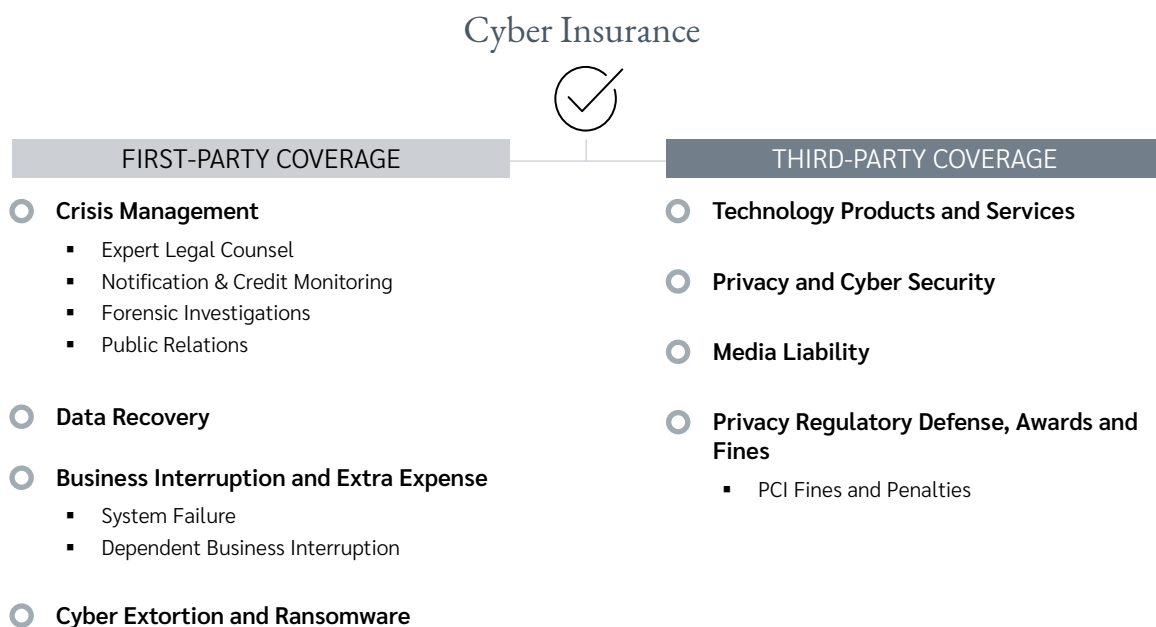 Cyber Insurance
FIRST-PARTY COVERAGE
Crisis Management
Expert Legal Counsel
Notification & Credit Monitoring
Forensic Investigations
Public Relations
Data Recovery
Business Interruption and Extra Expense
System Failure
Dependent Business Interruption
Cyber Extortion and Ransomware
THIRD-PARTY COVERAGE
Technology Products and Services
Privacy and Cyber Security
Media Liability
Privacy Regulatory Defense, Awards and
Fines
PCI Fines and Penalties